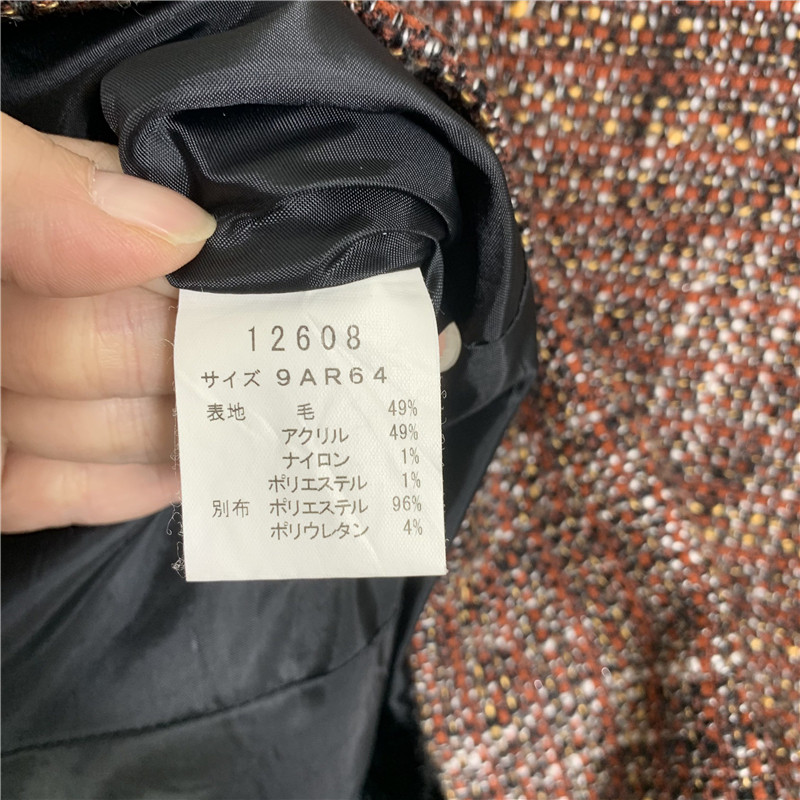 12608
サイズ 9AR64
表地 毛 49%
アクリル 49%
ナイロン 1%
ポリエステル 1%
別布 ポリエステル 96%
ポリウレタン 4%